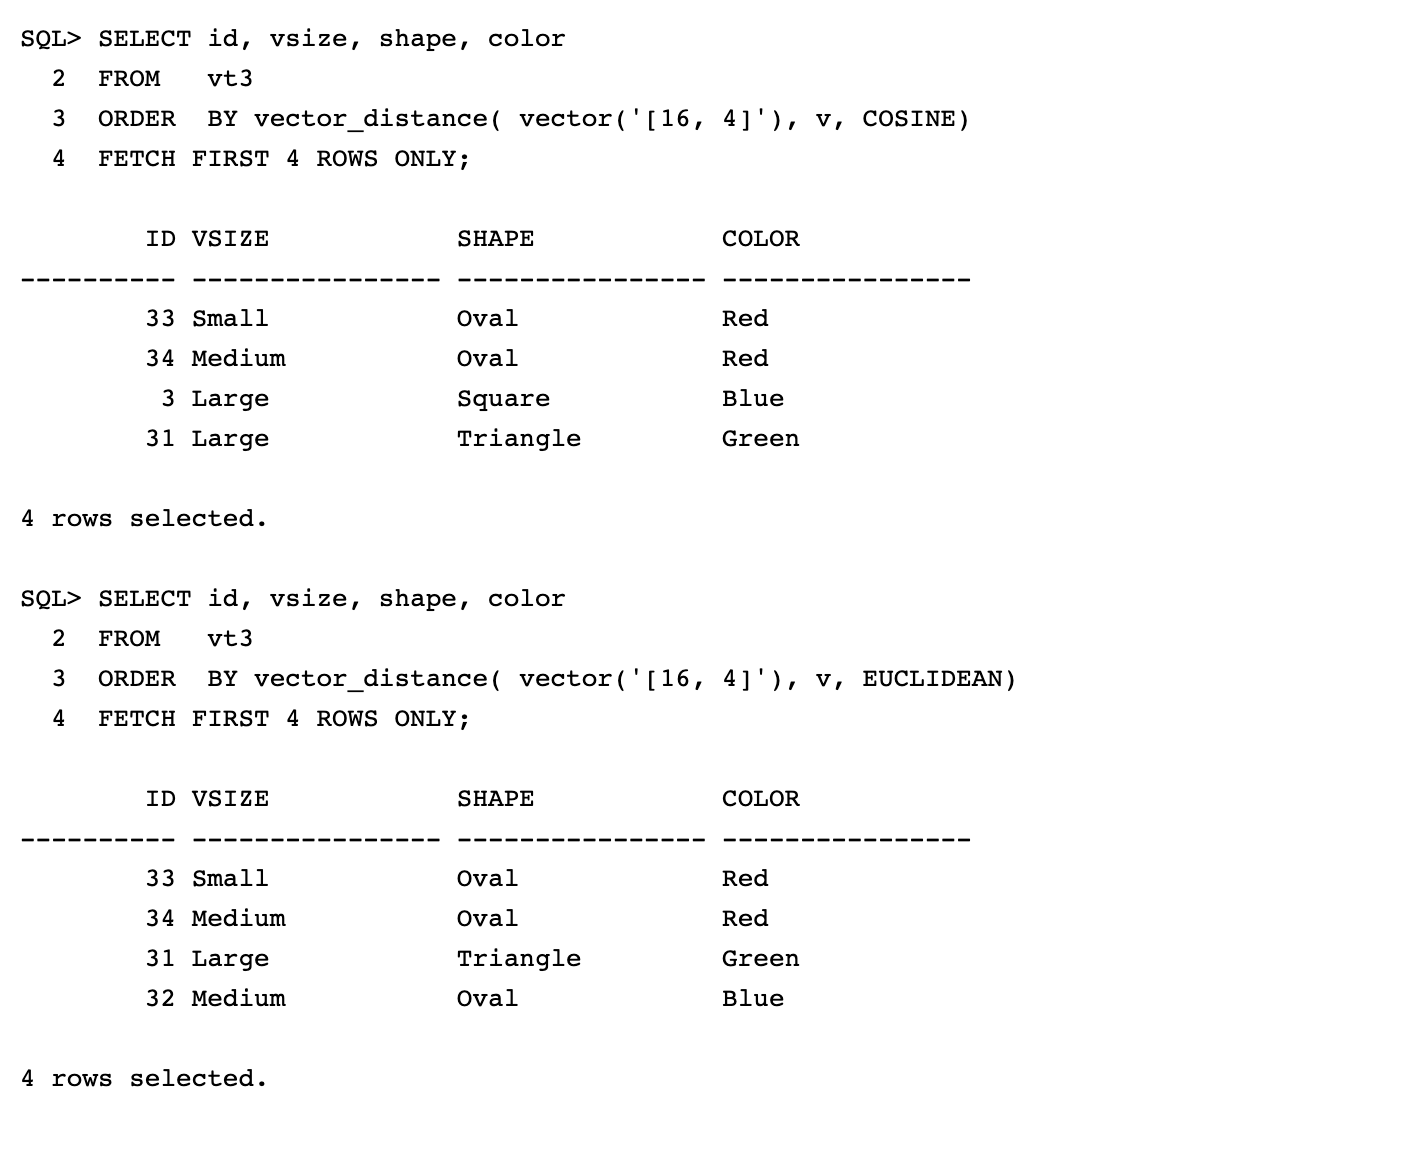 SQL> SELECT id, vsize, shape, color
  2  FROM   vt3
  3  ORDER  BY vector_distance( vector('[16, 4]'), v, COSINE)
  4  FETCH FIRST 4 ROWS ONLY;

        ID VSIZE            SHAPE            COLOR
---------- ---------------- ---------------- ----------------
        33 Small            Oval             Red
        34 Medium           Oval             Red
         3 Large            Square           Blue
        31 Large            Triangle         Green

4 rows selected.

SQL> SELECT id, vsize, shape, color
  2  FROM   vt3
  3  ORDER  BY vector_distance( vector('[16, 4]'), v, EUCLIDEAN)
  4  FETCH FIRST 4 ROWS ONLY;

        ID VSIZE            SHAPE            COLOR
---------- ---------------- ---------------- ----------------
        33 Small            Oval             Red
        34 Medium           Oval             Red
        31 Large            Triangle         Green
        32 Medium           Oval             Blue

4 rows selected.